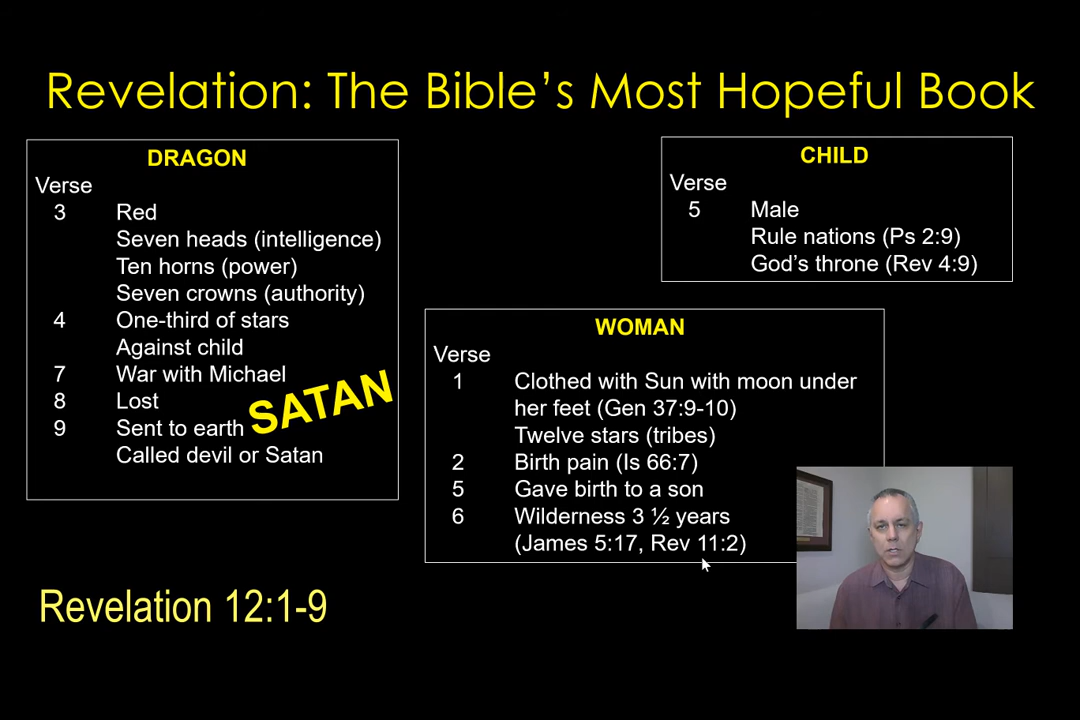 Revelation: The Bible's Most Hopeful Book
DRAGON
Verse
3 Red
Seven heads (intelligence)
Ten horns (power)
Seven crowns (authority)
4 One-third of stars
Against child
7 War with Michael
8 Lost
9 Sent to earth
Called devil or Satan
SATAN
CHILD
Verse
5 Male
Rule nations (Ps 2:9)
God's throne (Rev 4:9)
WOMAN
Verse
1 Clothed with Sun with moon under
her feet (Gen 37:9-10)
Twelve stars (tribes)
2 Birth pain (Is 66:7)
5 Gave birth to a son
6 Wilderness 3 ½ years
(James 5:17, Rev 11:2)
Revelation 12:1-9